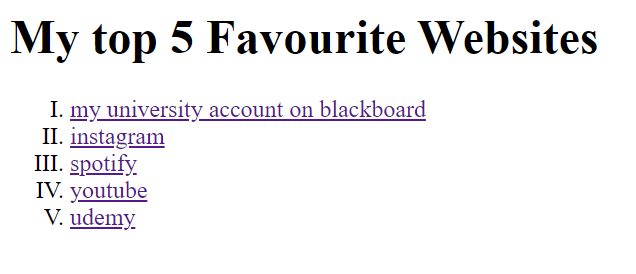 My top 5 Favourite Websites
I. my university account on blackboard
II. instagram
III. spotify
IV. youtube
V. udemy